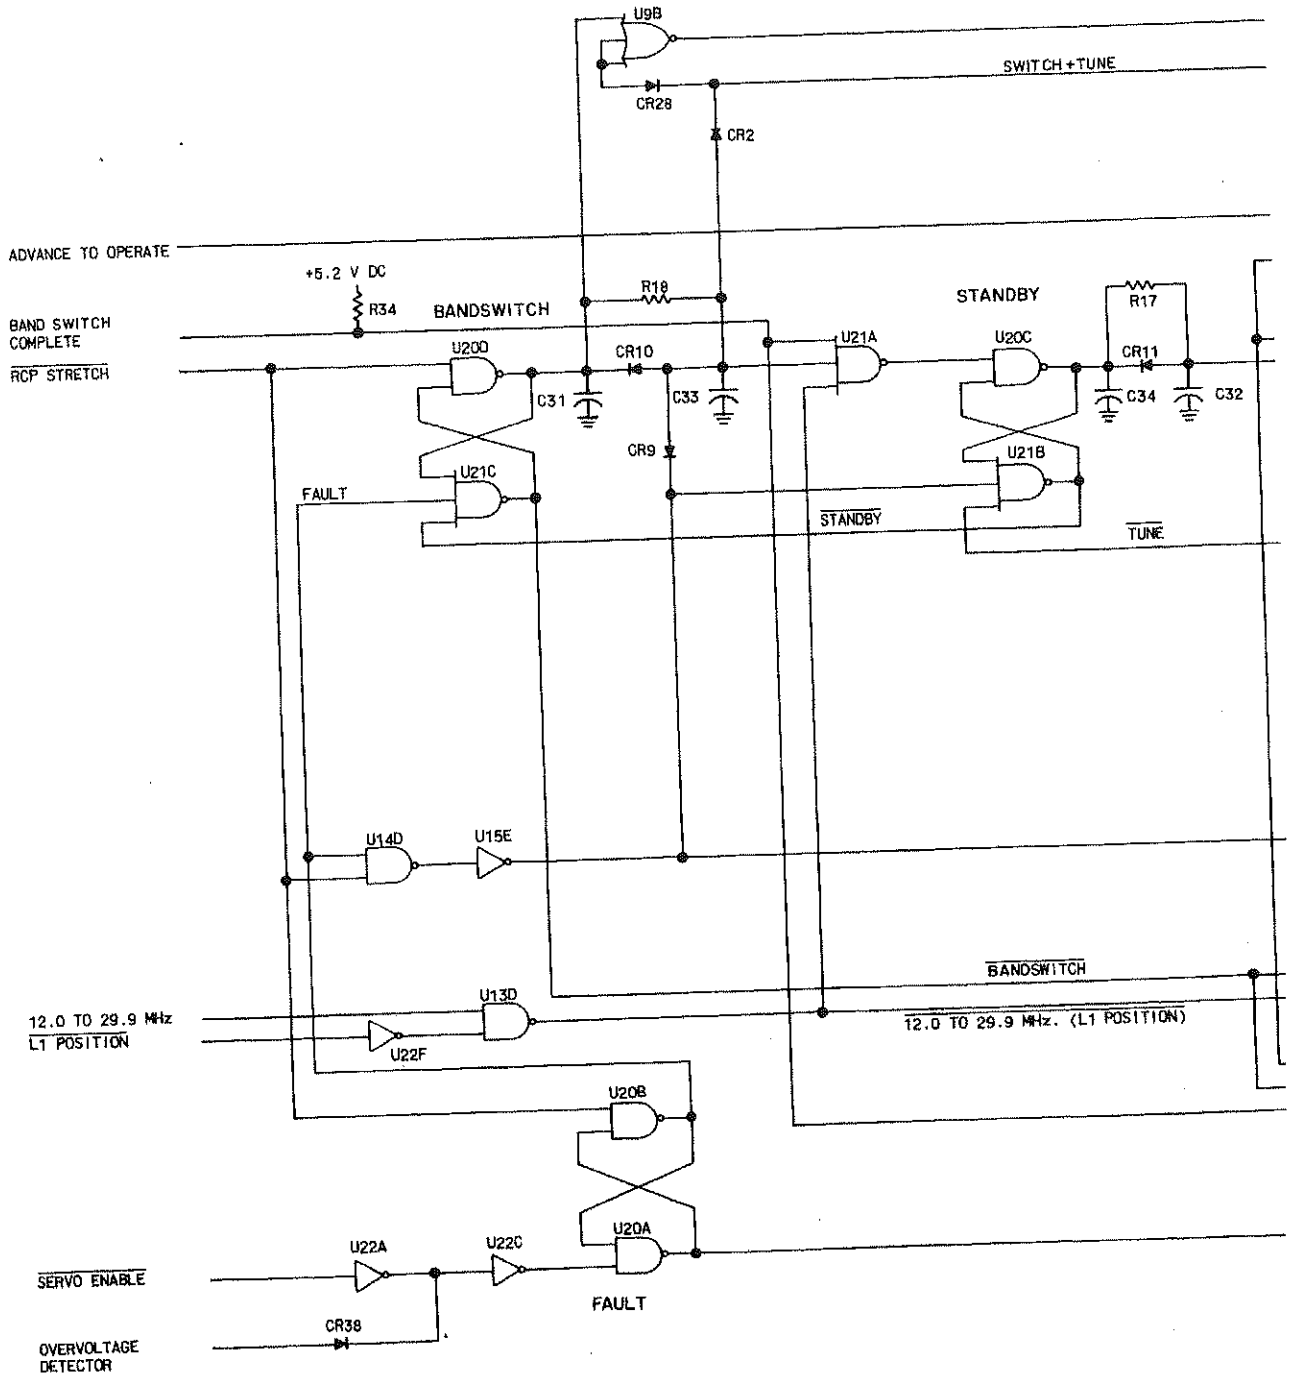 U9B
SWITCH+TUNE
CR28
CR2
ADVANCE TO OPERATE
+5.2 V DC
R34
BANDSWITCH
R18
STANDBY
R17
BAND SWITCH
COMPLETE
U20D
U21A
U20C
RCP STRETCH
CR10
CR11
C31
C33
C34
C32
CR9
U21C
U21B
FAULT
STANDBY
TUNE
U14D
U15E
BANDSWITCH
U13D
12.0 TO 29.9 MHz
L1 POSITION
12.0 TO 29.9 MHz. (L1 POSITION)
U22F
U20B
U20A
U22A
U22C
SERVO ENABLE
FAULT
CR38
OVERVOLTAGE
DETECTOR